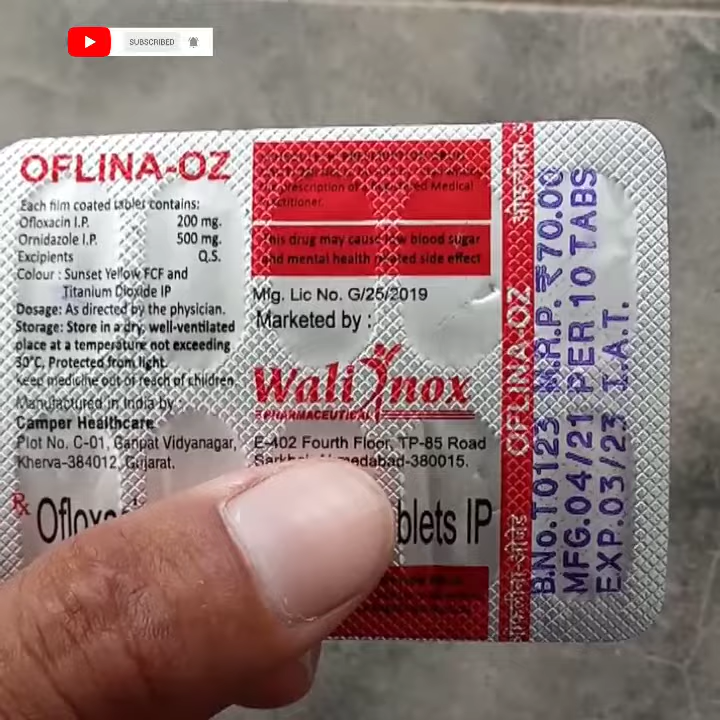 SUBSCRIBED
OFLINA-OZ
Each film coated tablet contains:
Ofloxacin I.P. 200 mg.
Ornidazole I.P. 500 mg.
Excipients Q.S.
Colour : Sunset Yellow FCF and
Titanium Dioxide IP
Dosage: As directed by the physician.
Storage: Store in a dry, well-ventilated
place at a temperature not exceeding
30°C, Protected from light.
Keep medicine out of reach of children.
Manufactured in India by :
Camper Healthcare
Plot No. C-01, Ganpat Vidyanagar,
Kherva-384012, Gujarat.
the prescription of a Registered Medical
Practitioner.
This drug may cause low blood sugar
and mental health related side effect
Mfg. Lic No. G/25/2019
Marketed by :
Walinox
PHARMACEUTICAL
E-402 Fourth Floor, TP-85 Road
Rx
blets IP
OFLINA-OZ
B.No.T0123 M.R.P. ₹70.00
MFG.04/21 PER 10 TABS
EXP.03/23 I.A.T.